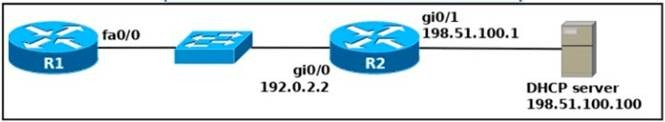 fa0/0
R1
gi0/0
192.0.2.2
R2
gi0/1
198.51.100.1
DHCP server
198.51.100.100